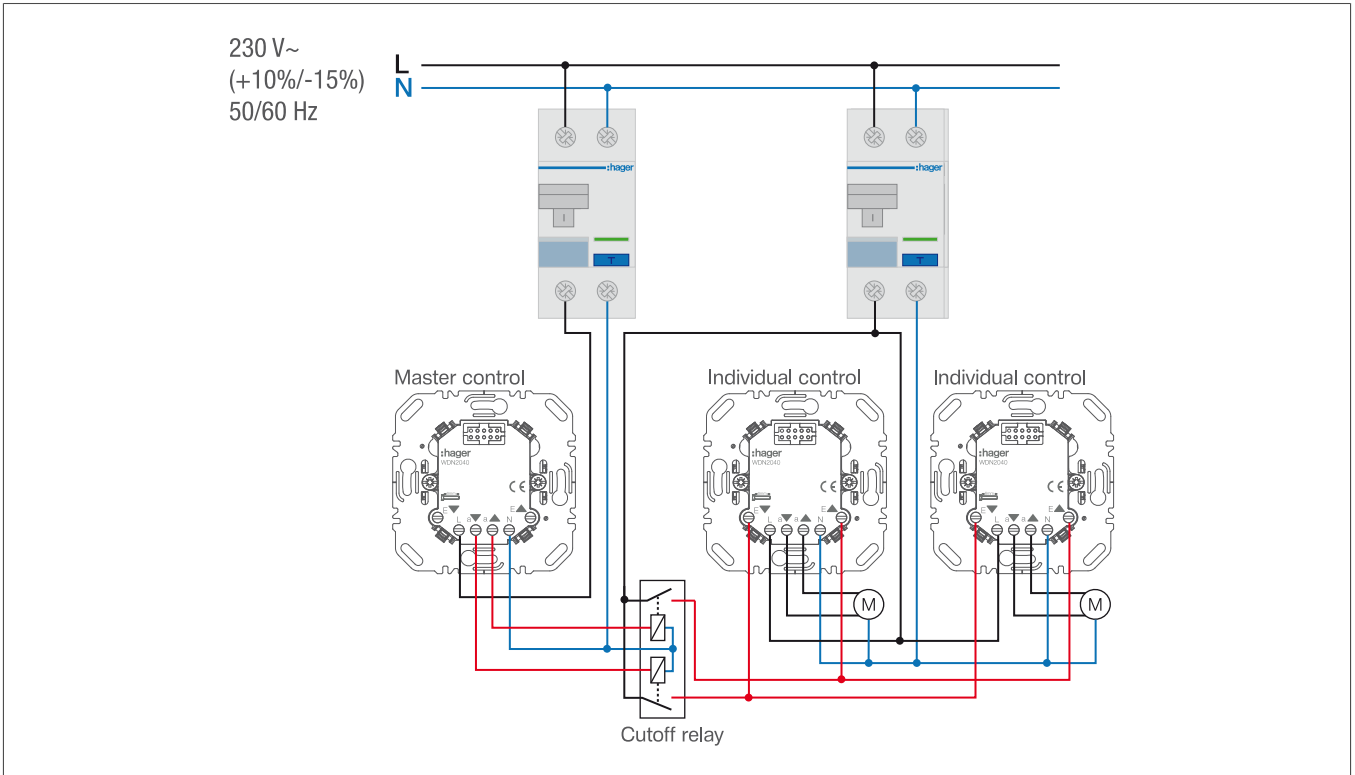 230 V~
(+10%/-15%)
50/60 Hz
L
N
:hager
I
T
:hager
I
T
Master control
Individual control
Individual control
:hager
WDN2040
CE
E▼ L a▼ a▲ N E▲
:hager
WDN2040
CE
E▼ L a▼ a▲ N E▲
:hager
WDN2040
CE
E▼ L a▼ a▲ N E▲
M
M
Cutoff relay